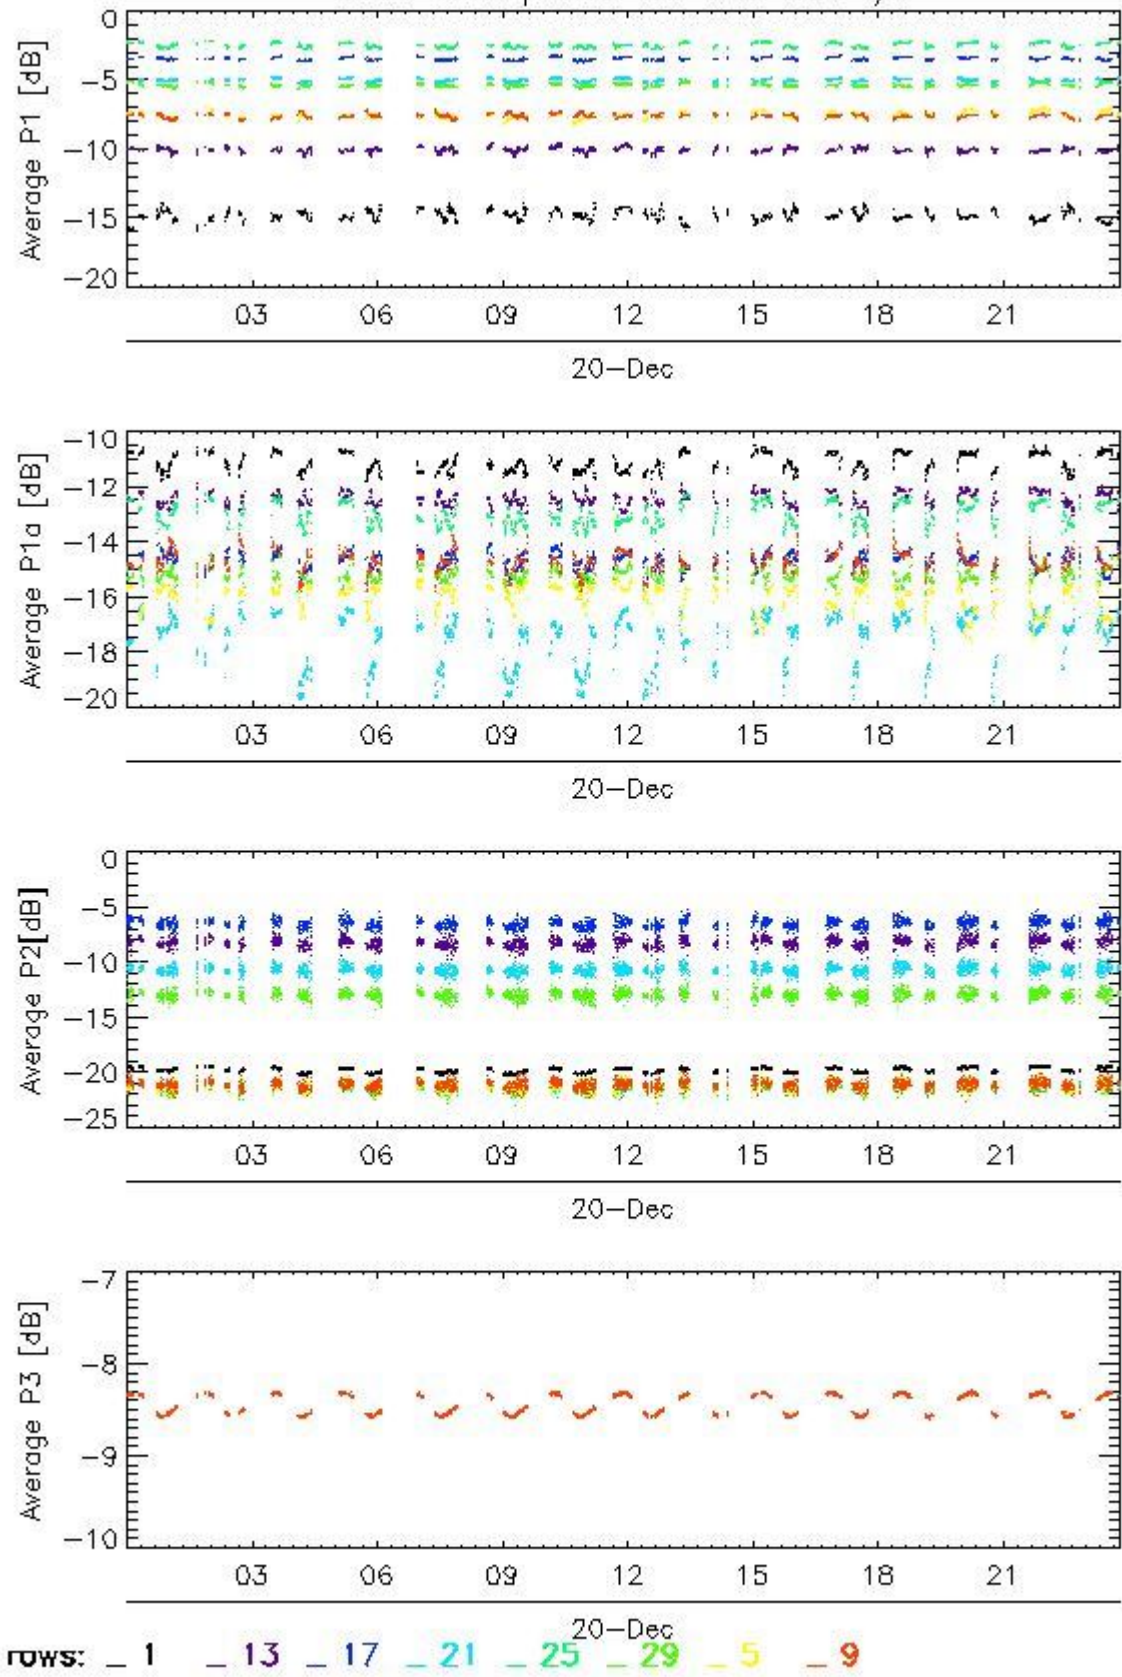 0
−5
−10
−15
−20
Average P1 [dB]
03 06 09 12 15 18 21
20−Dec
−10
−12
−14
−16
−18
−20
Average P1a [dB]
03 06 09 12 15 18 21
20−Dec
0
−5
−10
−15
−20
−25
Average P2[dB]
03 06 09 12 15 18 21
20−Dec
−7
−8
−9
−10
Average P3 [dB]
03 06 09 12 15 18 21
20−Dec
rows: _ 1 _ 13 _ 17 _ 21 _ 25 _ 29 _ 5 _ 9